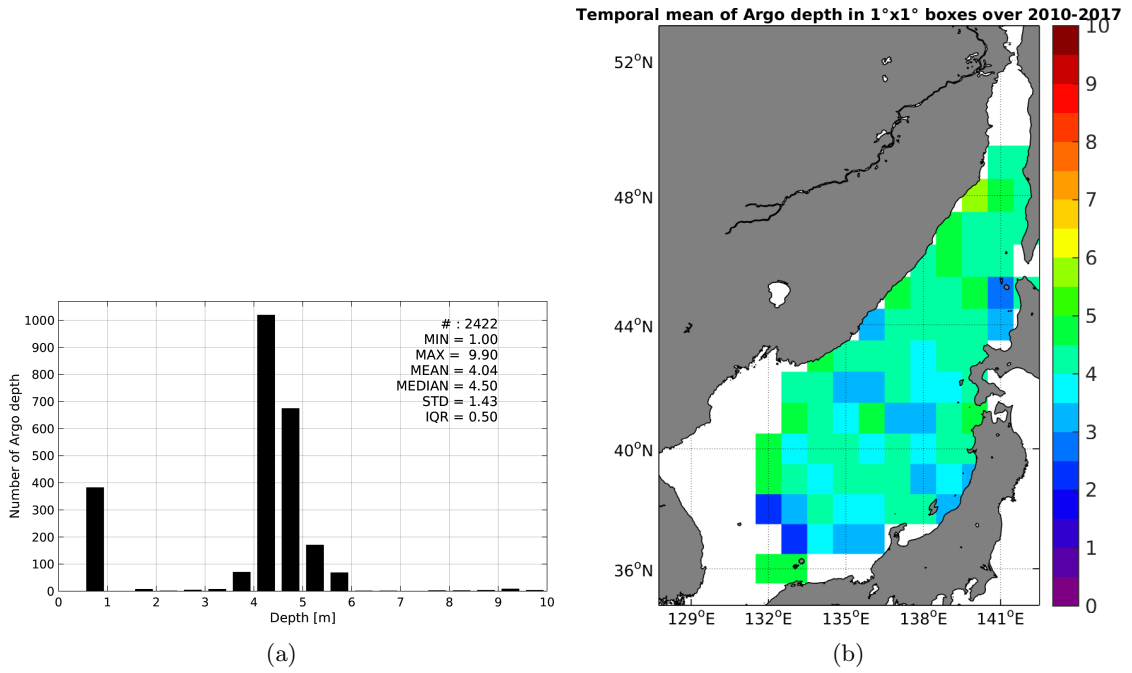 Temporal mean of Argo depth in 1°x1° boxes over 2010-2017
Number of Argo depth
1000
900
800
700
600
500
400
300
200
100
0
# : 2422
MIN = 1.00
MAX = 9.90
MEAN = 4.04
MEDIAN = 4.50
STD = 1.43
IQR = 0.50
0 1 2 3 4 5 6 7 8 9 10
Depth [m]
(a)
52°N
48°N
44°N
40°N
36°N
129°E 132°E 135°E 138°E 141°E
10
9
8
7
6
5
4
3
2
1
0
(b)